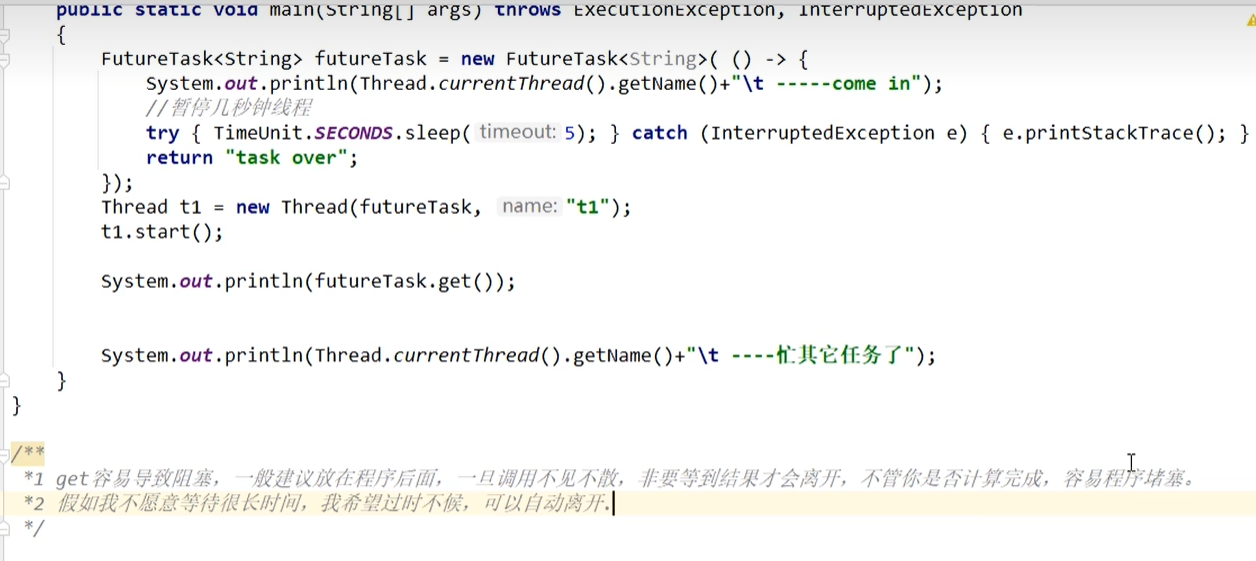 public static void main(String[] args) throws ExecutionException, InterruptedException
{
FutureTask<String> futureTask = new FutureTask<String>( () -> {
System.out.println(Thread.currentThread().getName()+"\t -----come in");
//暂停几秒钟线程
try { TimeUnit.SECONDS.sleep( timeout: 5); } catch (InterruptedException e) { e.printStackTrace(); }
return "task over";
});
Thread t1 = new Thread(futureTask, name: "t1");
t1.start();
System.out.println(futureTask.get());
System.out.println(Thread.currentThread().getName()+"\t ----忙其它任务了");
}
}
/**
*1 get容易导致阻塞，一般建议放在程序后面，一旦调用不见不散，非要等到结果才会离开，不管你是否计算完成，容易程序堵塞。
*2 假如我不愿意等待很长时间，我希望过时不候，可以自动离开.
*/